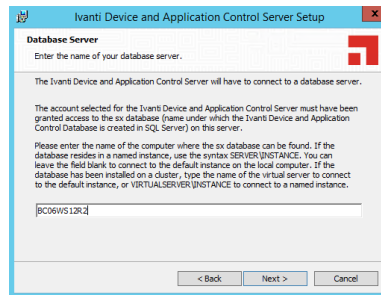 Ivanti Device and Application Control Server Setup
x
Database Server
Enter the name of your database server.
The Ivanti Device and Application Control Server will have to connect to a database server.
The account selected for the Ivanti Device and Application Control Server must have been
granted access to the sx database (name under which the Ivanti Device and Application
Control Database is created in SQL Server) on this server.
Please enter the name of the computer where the sx database can be found. If the
database resides in a named instance, use the syntax SERVER\INSTANCE. You can
leave the field blank to connect to the default instance on the local computer. If the
database has been installed on a cluster, type the name of the virtual server to connect
to the default instance, or VIRTUALSERVER\INSTANCE to connect to a named instance.
BC06WS12R2
< Back
Next >
Cancel